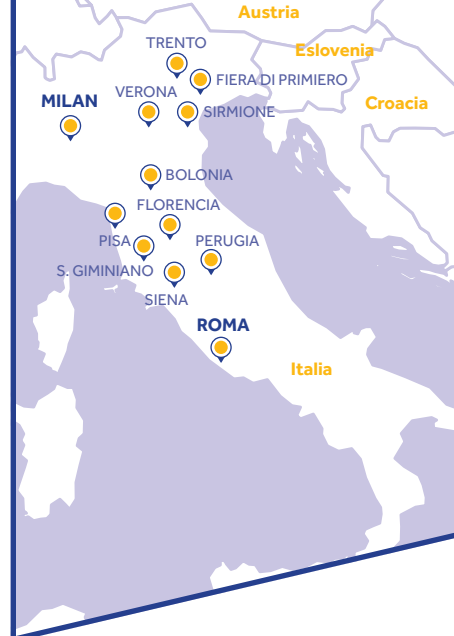 Austria
TRENTO
Eslovenia
FIERA DI PRIMIERO
VERONA
MILAN
Croacia
SIRMIONE
BOLONIA
FLORENCIA
PISA
PERUGIA
S. GIMINIANO
SIENA
ROMA
Italia